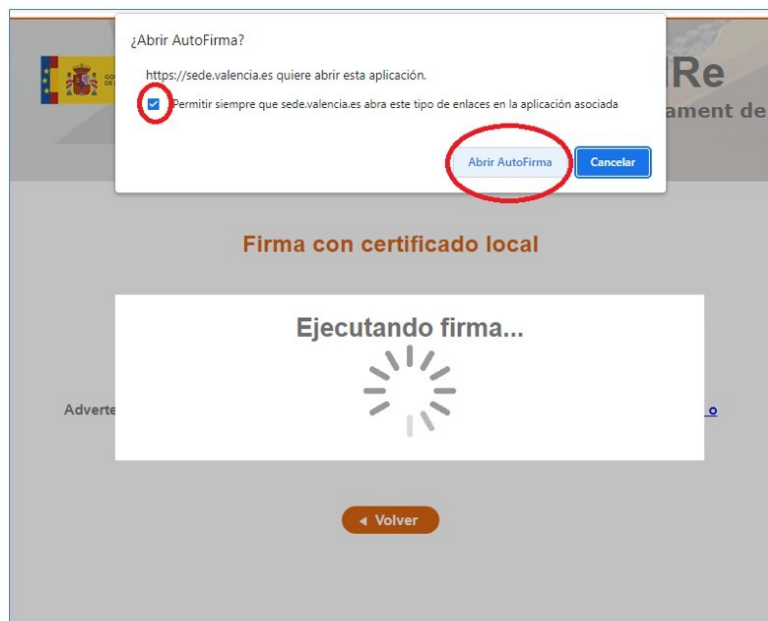 ¿Abrir AutoFirma?
https://sede.valencia.es quiere abrir esta aplicación.
Permitir siempre que sede.valencia.es abra este tipo de enlaces en la aplicación asociada
Abrir AutoFirma
Cancelar
IRe
ament de
Firma con certificado local
Ejecutando firma...
Adverte
o
Volver